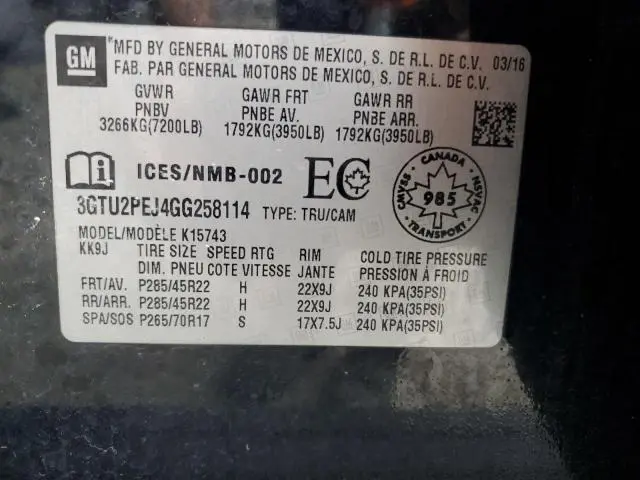 GM
MFD BY GENERAL MOTORS DE MEXICO, S. DE R.L. DE C.V. 03/16
FAB. PAR GENERAL MOTORS DE MEXICO, S. DE R.L. DE C.V.
GVWR GAWR FRT GAWR RR
PNBV PNBE AV. PNBE ARR.
3266KG(7200LB) 1792KG(3950LB) 1792KG(3950LB)
i ICES/NMB-002 EC
CANADA
CMVSS 985 NSVAC
TRANSPORT
3GTU2PEJ4GG258114 TYPE: TRU/CAM
MODEL/MODÈLE K15743
KK9J TIRE SIZE SPEED RTG RIM COLD TIRE PRESSURE
DIM. PNEU COTE VITESSE JANTE PRESSION À FROID
FRT/AV. P285/45R22 H 22X9J 240 KPA(35PSI)
RR/ARR. P285/45R22 H 22X9J 240 KPA(35PSI)
SPA/SOS P265/70R17 S 17X7.5J 240 KPA(35PSI)